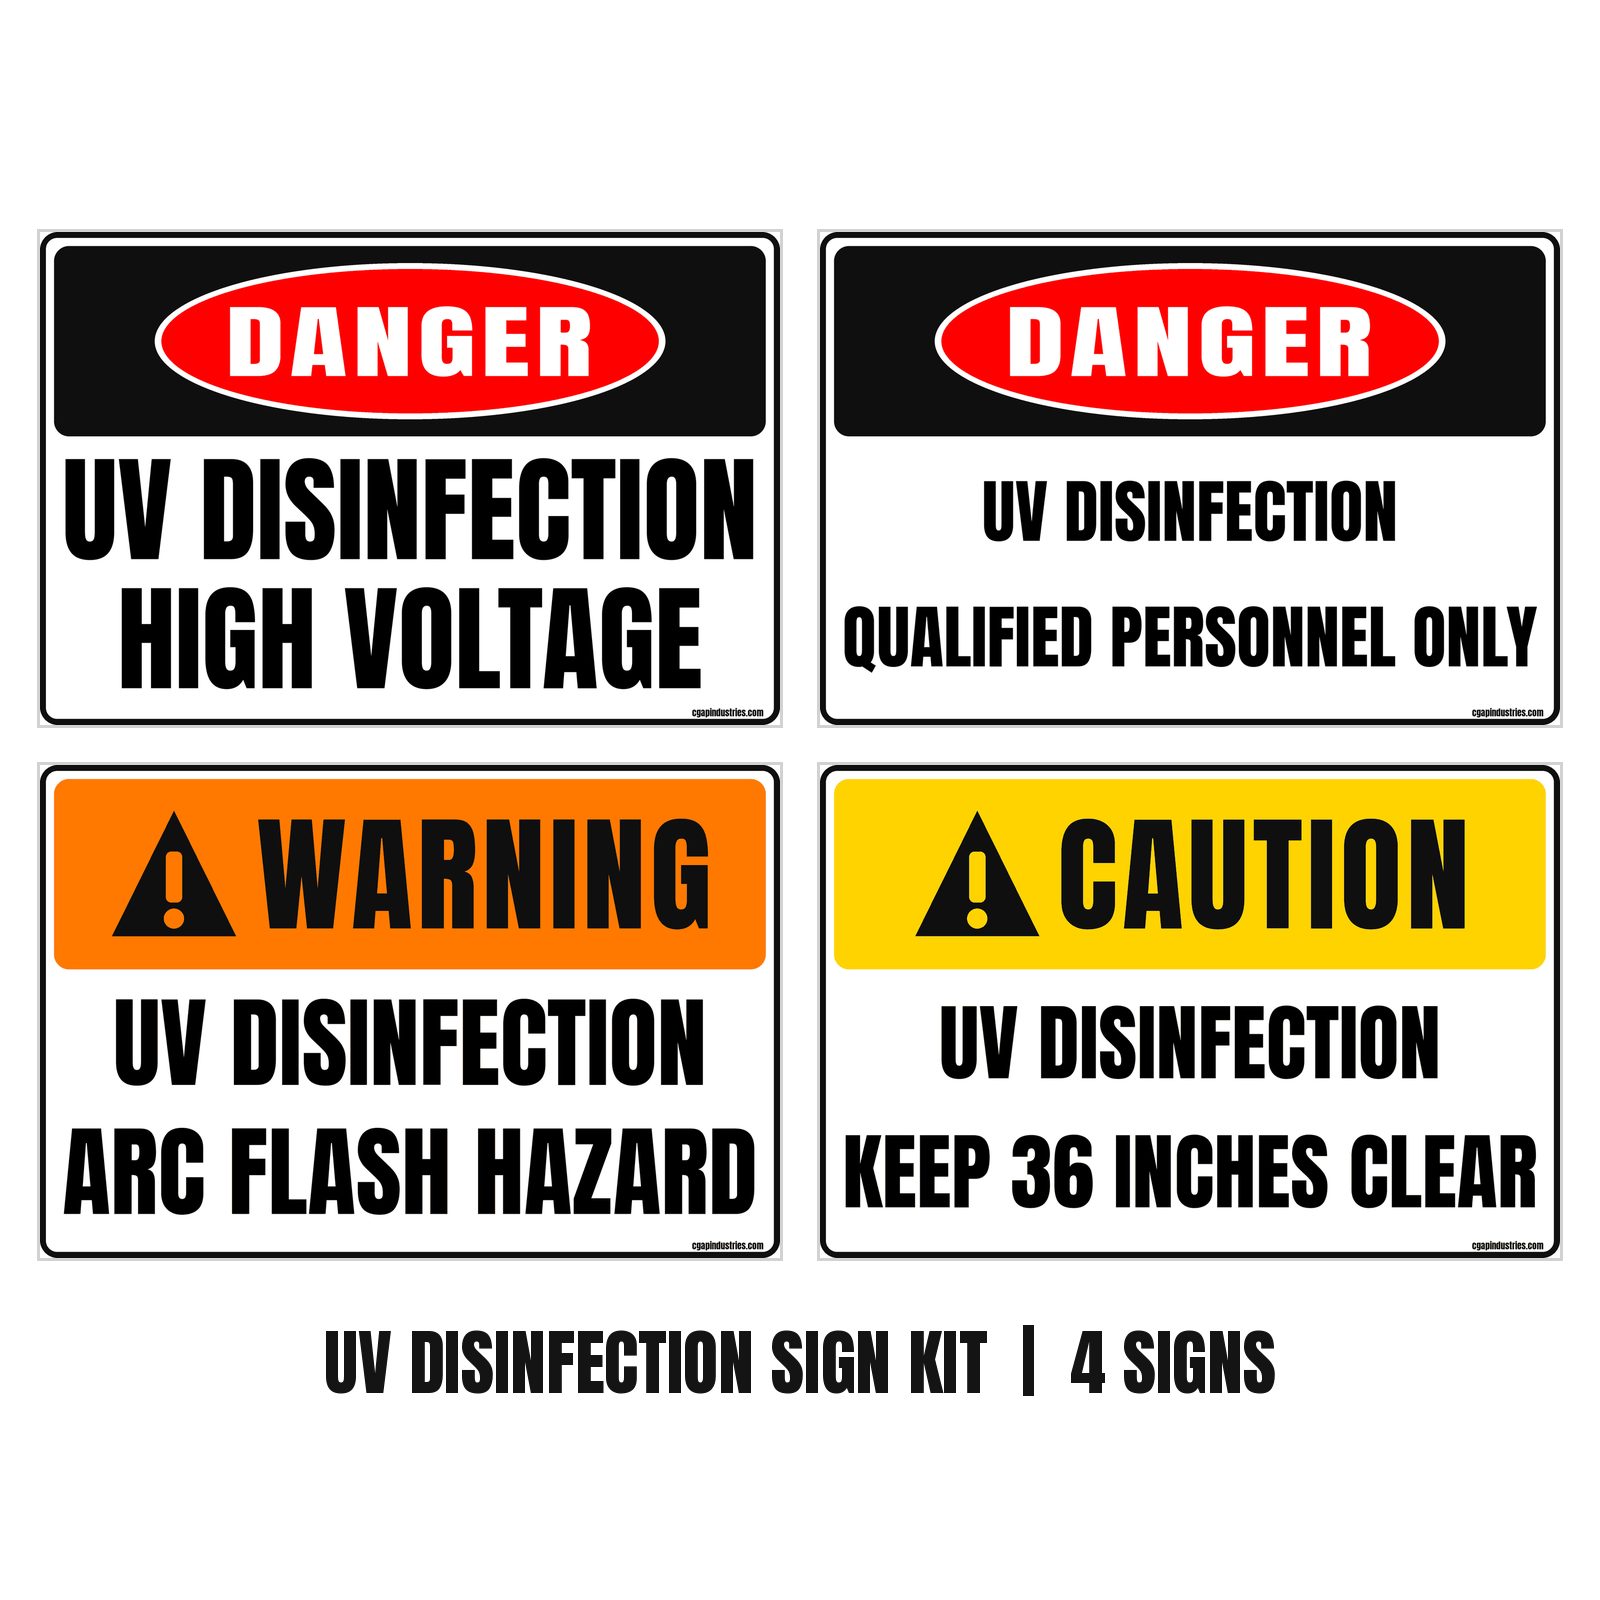 DANGER
UV DISINFECTION
HIGH VOLTAGE
cgapindustries.com
DANGER
UV DISINFECTION
QUALIFIED PERSONNEL ONLY
cgapindustries.com
WARNING
UV DISINFECTION
ARC FLASH HAZARD
cgapindustries.com
CAUTION
UV DISINFECTION
KEEP 36 INCHES CLEAR
cgapindustries.com
UV DISINFECTION SIGN KIT | 4 SIGNS